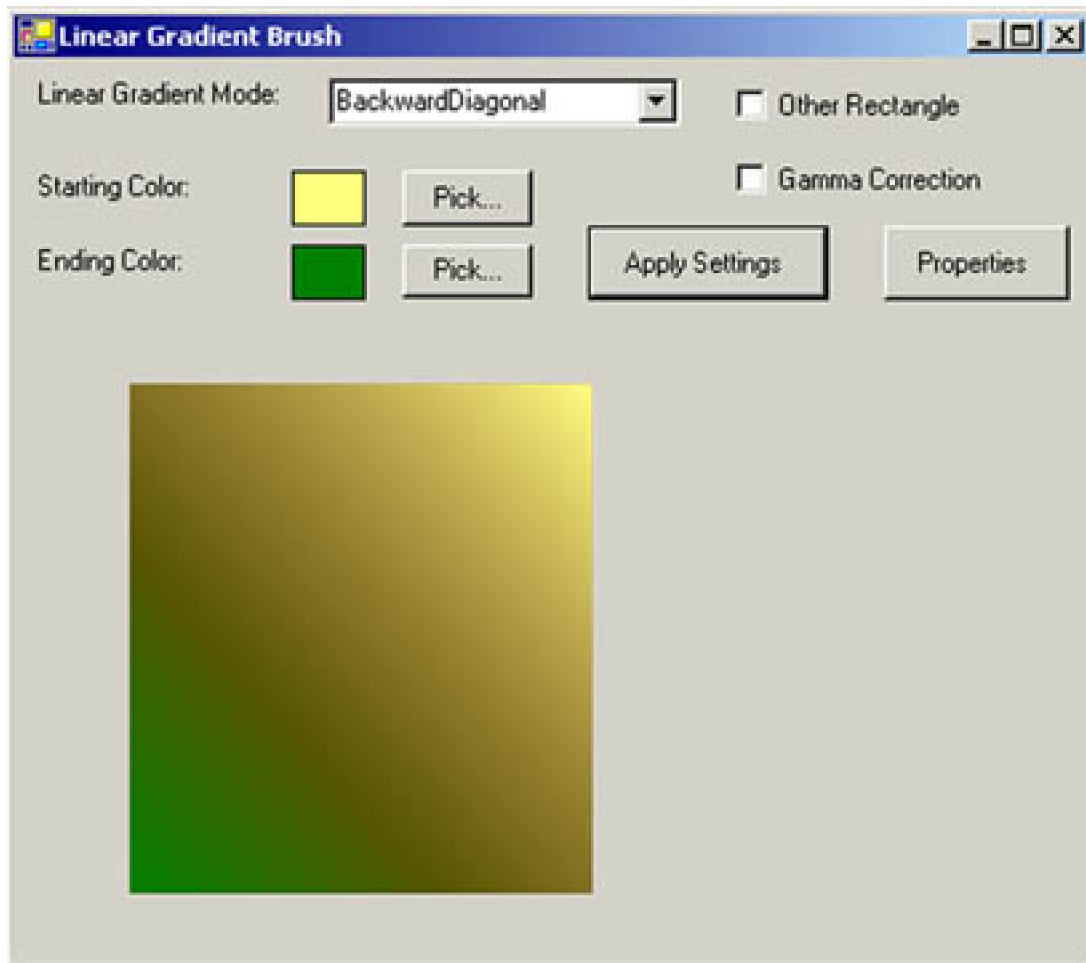 Linear Gradient Brush
Linear Gradient Mode: BackwardDiagonal Other Rectangle
Starting Color: Pick... Gamma Correction
Ending Color: Pick... Apply Settings Properties